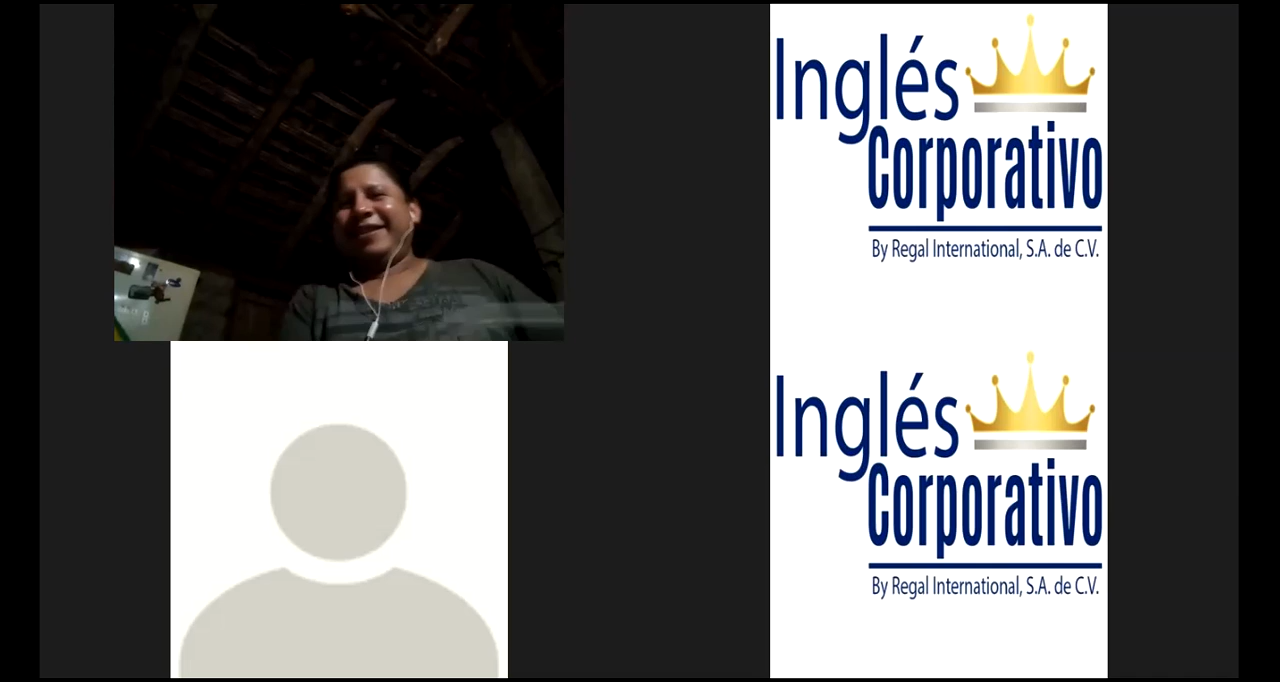 Inglés
Corporativo
By Regal International, S.A. de C.V.
Inglés
Corporativo
By Regal International, S.A. de C.V.